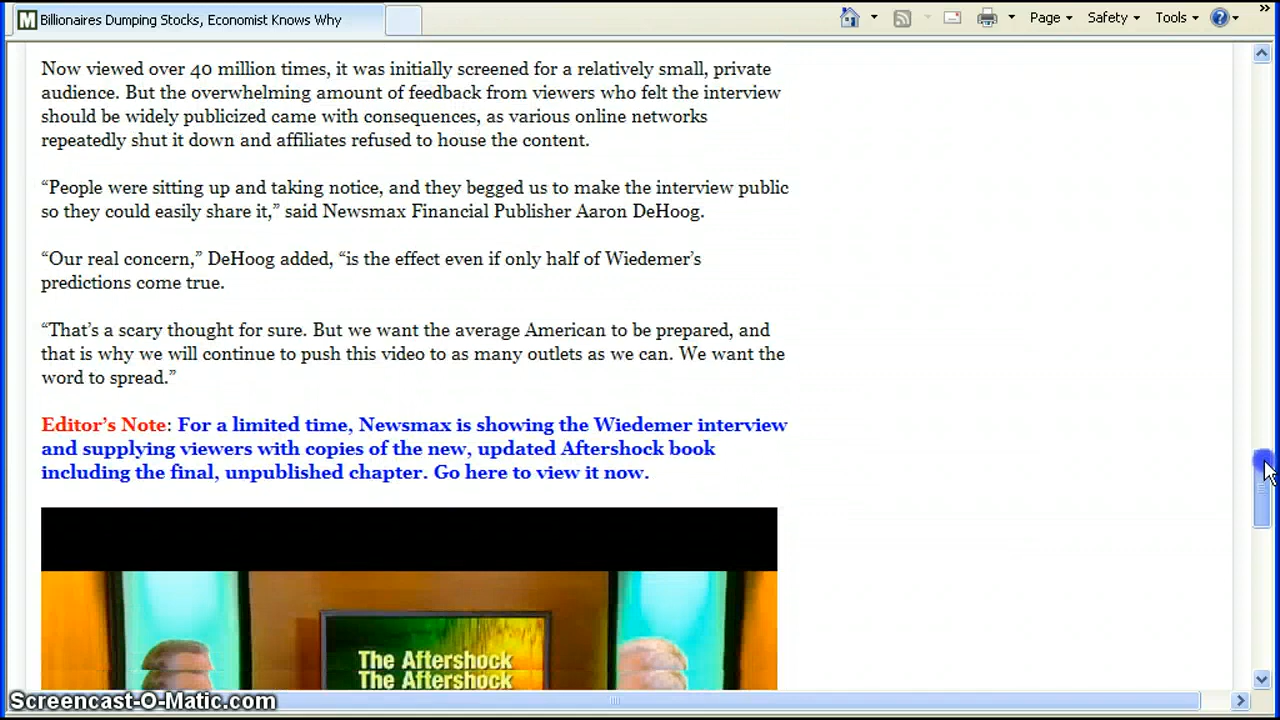 M Billionaires Dumping Stocks, Economist Knows Why
Page Safety Tools ? »
Now viewed over 40 million times, it was initially screened for a relatively small, private
audience. But the overwhelming amount of feedback from viewers who felt the interview
should be widely publicized came with consequences, as various online networks
repeatedly shut it down and affiliates refused to house the content.
“People were sitting up and taking notice, and they begged us to make the interview public
so they could easily share it,” said Newsmax Financial Publisher Aaron DeHoog.
“Our real concern,” DeHoog added, “is the effect even if only half of Wiedemer’s
predictions come true.
“That’s a scary thought for sure. But we want the average American to be prepared, and
that is why we will continue to push this video to as many outlets as we can. We want the
word to spread.”
Editor’s Note: For a limited time, Newsmax is showing the Wiedemer interview
and supplying viewers with copies of the new, updated Aftershock book
including the final, unpublished chapter. Go here to view it now.
The Aftershock
The Aftershock
Screencast-O-Matic.com